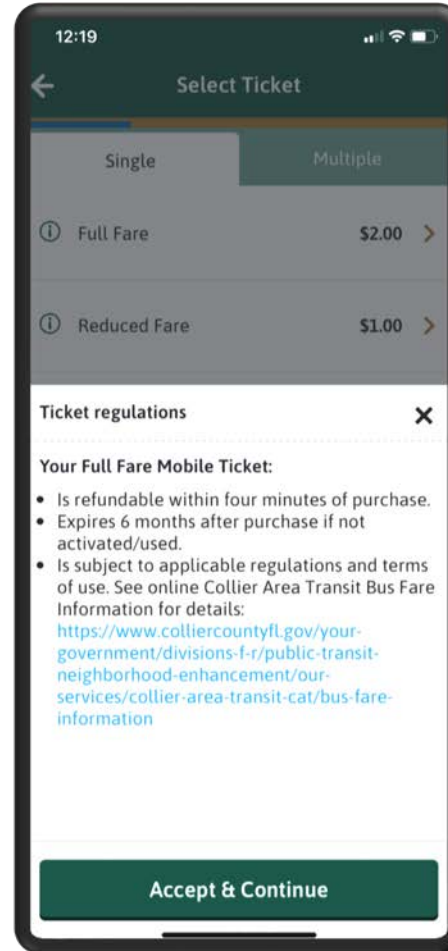 12:19
Select Ticket
Single
Multiple
Full Fare
$2.00
Reduced Fare
$1.00
Ticket regulations
Your Full Fare Mobile Ticket:
• Is refundable within four minutes of purchase.
• Expires 6 months after purchase if not
activated/used.
• Is subject to applicable regulations and terms
of use. See online Collier Area Transit Bus Fare
Information for details:
https://www.colliercountyfl.gov/your-
government/divisions-f-r/public-transit-
neighborhood-enhancement/our-
services/collier-area-transit-cat/bus-fare-
information
Accept & Continue